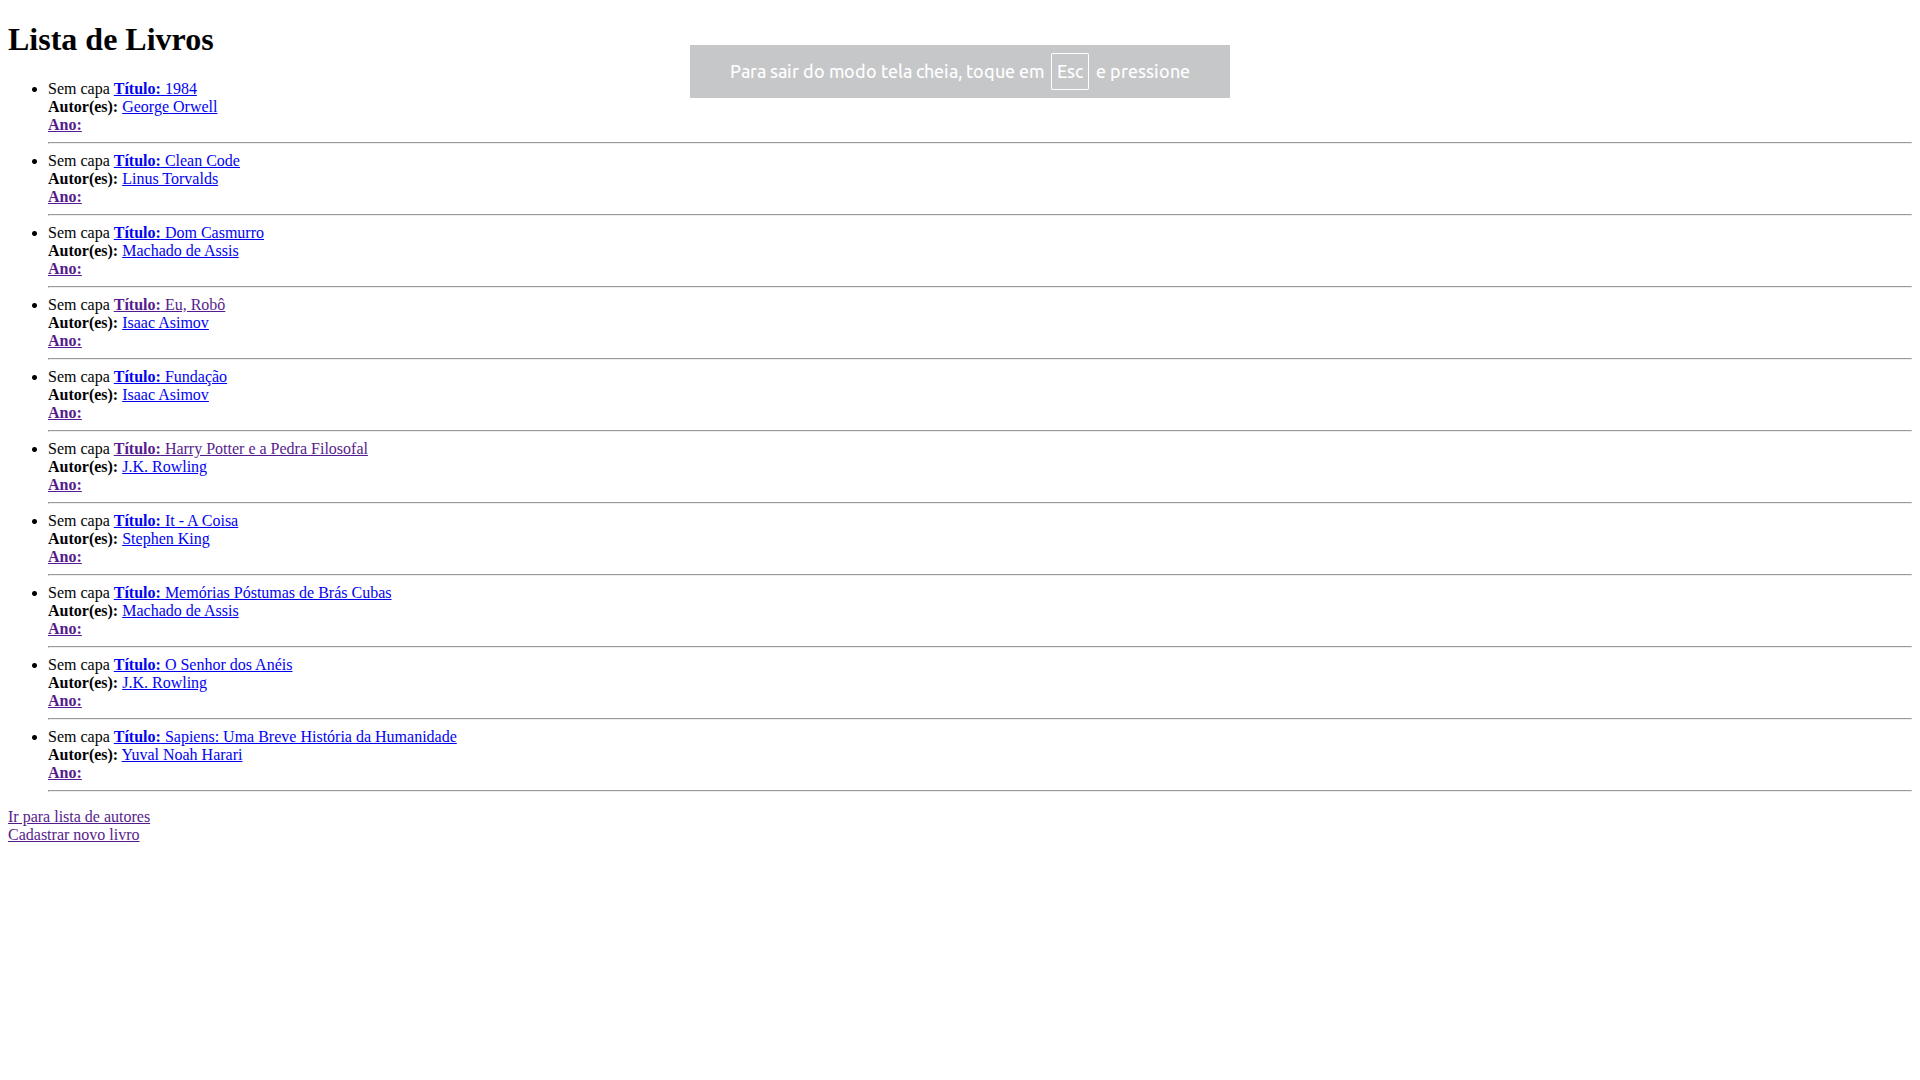 Lista de Livros
Para sair do modo tela cheia, toque em Esc e pressione
Sem capa Título: 1984
Autor(es): George Orwell
Ano:
Sem capa Título: Clean Code
Autor(es): Linus Torvalds
Ano:
Sem capa Título: Dom Casmurro
Autor(es): Machado de Assis
Ano:
Sem capa Título: Eu, Robô
Autor(es): Isaac Asimov
Ano:
Sem capa Título: Fundação
Autor(es): Isaac Asimov
Ano:
Sem capa Título: Harry Potter e a Pedra Filosofal
Autor(es): J.K. Rowling
Ano:
Sem capa Título: It - A Coisa
Autor(es): Stephen King
Ano:
Sem capa Título: Memórias Póstumas de Brás Cubas
Autor(es): Machado de Assis
Ano:
Sem capa Título: O Senhor dos Anéis
Autor(es): J.K. Rowling
Ano:
Sem capa Título: Sapiens: Uma Breve História da Humanidade
Autor(es): Yuval Noah Harari
Ano:
Ir para lista de autores
Cadastrar novo livro